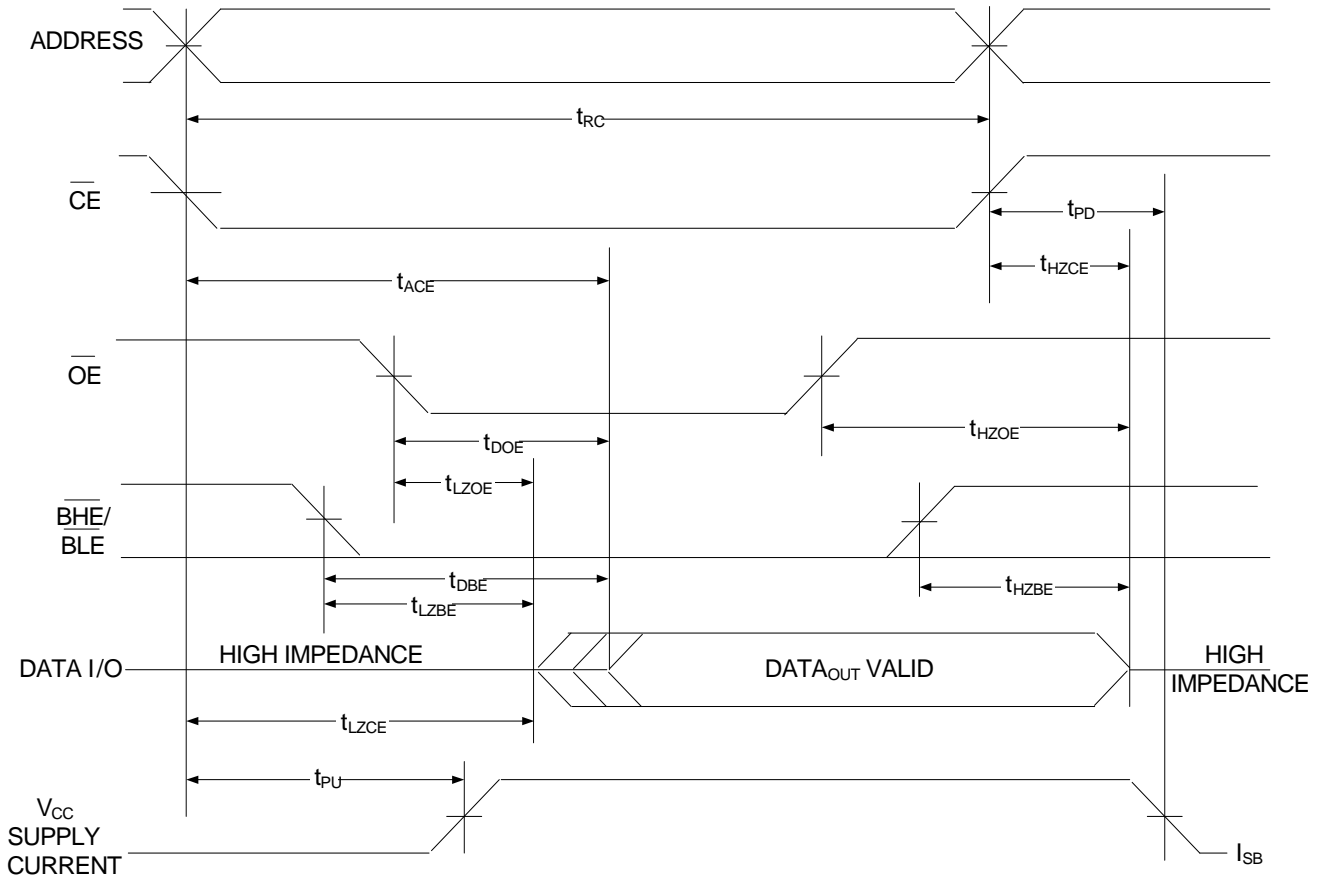 ADDRESS
tRC
CE
tPD
tHZCE
tACE
OE
tDOE
tHZOE
tLZOE
BHE/
BLE
tDBE
tHZBE
tLZBE
DATA I/O
HIGH IMPEDANCE
DATAOUT VALID
HIGH
IMPEDANCE
tLZCE
tPU
VCC
SUPPLY
CURRENT
ISB